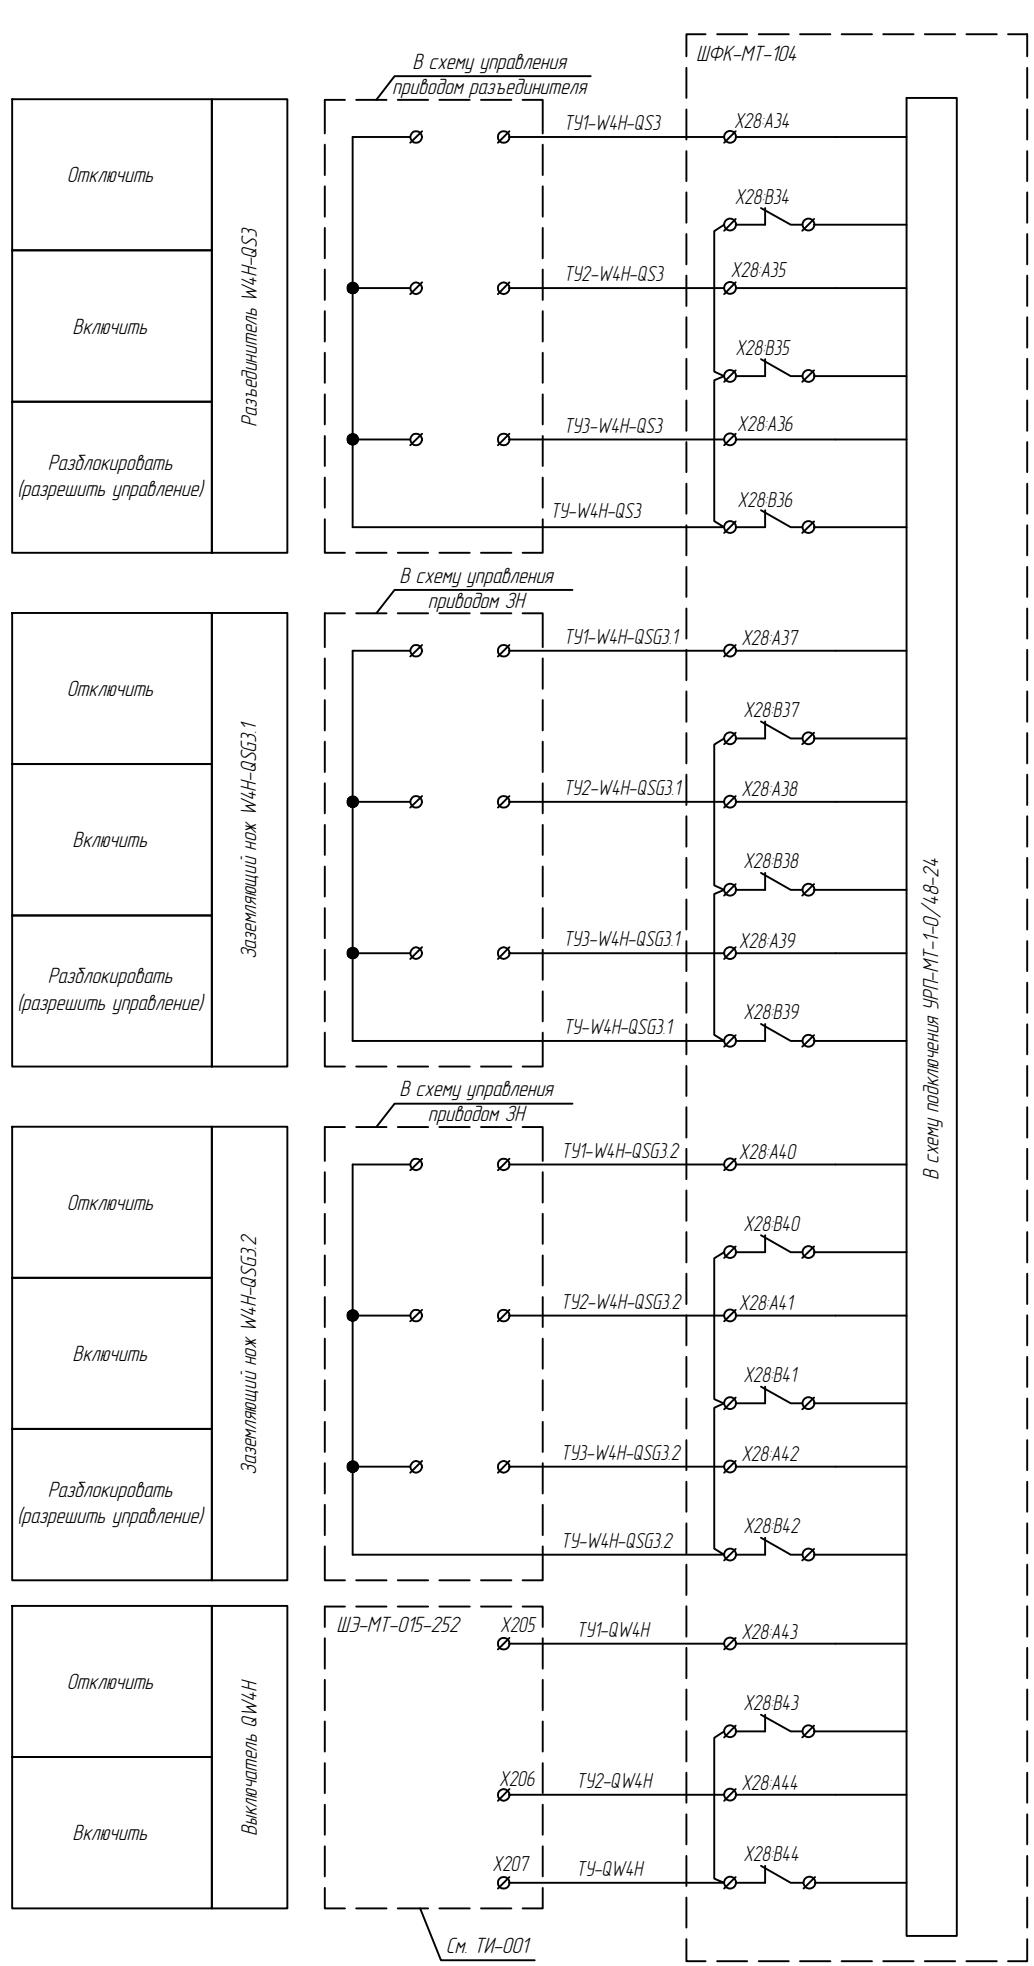 ШФК-МТ-104
В схему управления
приводом разъединителя
Отключить
Включить
Разблокировать
(разрешить управление)
Разъединитель W4H-QS3
ТУ1-W4H-QS3
X28:A34
X28:B34
ТУ2-W4H-QS3
X28:A35
X28:B35
ТУ3-W4H-QS3
X28:A36
X28:B36
ТУ-W4H-QS3
В схему управления
приводом ЗН
Отключить
Включить
Разблокировать
(разрешить управление)
Заземляющий нож W4H-QSG3.1
ТУ1-W4H-QSG3.1
X28:A37
X28:B37
ТУ2-W4H-QSG3.1
X28:A38
X28:B38
ТУ3-W4H-QSG3.1
X28:A39
X28:B39
ТУ-W4H-QSG3.1
В схему подключения УРП-МТ-1-0/48-24
В схему управления
приводом ЗН
Отключить
Включить
Разблокировать
(разрешить управление)
Заземляющий нож W4H-QSG3.2
ТУ1-W4H-QSG3.2
X28:A40
X28:B40
ТУ2-W4H-QSG3.2
X28:A41
X28:B41
ТУ3-W4H-QSG3.2
X28:A42
X28:B42
ТУ-W4H-QSG3.2
Отключить
Включить
Выключатель QW4H
ШЭ-МТ-015-252
X205
ТУ1-QW4H
X28:A43
X28:B43
X206
ТУ2-QW4H
X28:A44
X28:B44
X207
ТУ-QW4H
См. ТИ-001